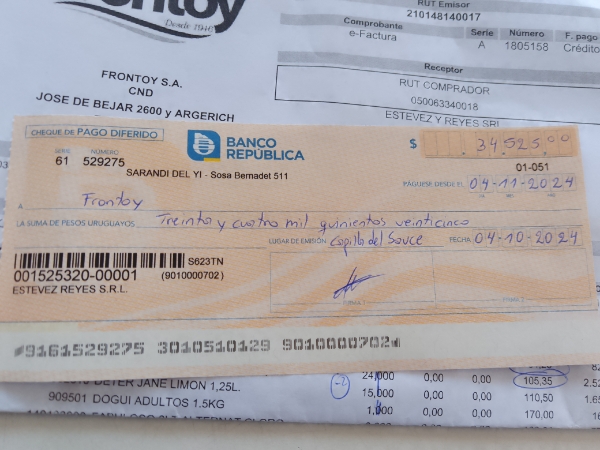 Desde 1940
RUT Emisor
210148140017
Comprobante Serie Número F. pago
e-Factura A 1805158 Crédito
FRONTOY S.A.
CND
JOSE DE BEJAR 2600 y ARGERICH
RUT COMPRADOR
050063340018
ESTEVEZ Y REYES SRL
CHEQUE DE PAGO DIFERIDO
BANCO
REPÚBLICA
$ 34.525,00
SERIE NÚMERO
61 529275
SARANDI DEL YI - Sosa Bernadet 511
01-051
PÁGUESE DESDE EL 04-11-2024
A Frontoy
LA SUMA DE PESOS URUGUAYOS Treinta y cuatro mil quinientos veinticinco
LUGAR DE EMISIÓN Capilla del Sauce FECHA 04-10-2024
S623TN
001525320-00001 (9010000702)
ESTEVEZ REYES S.R.L.
FIRMA 1
9161529275 3010510129 9010000702
DETER JANE LIMON 1,25L. 24,000 0,00 0,00 105,35 2.52
909501 DOGUI ADULTOS 1.5KG 15,000 0,00 0,00 110,50 1.65
1,000 0,00 0,00 110,00